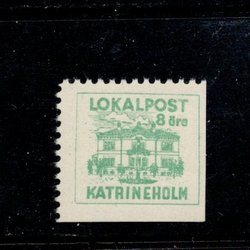 LOKALPOST
8 öre
KATRINEHOLM